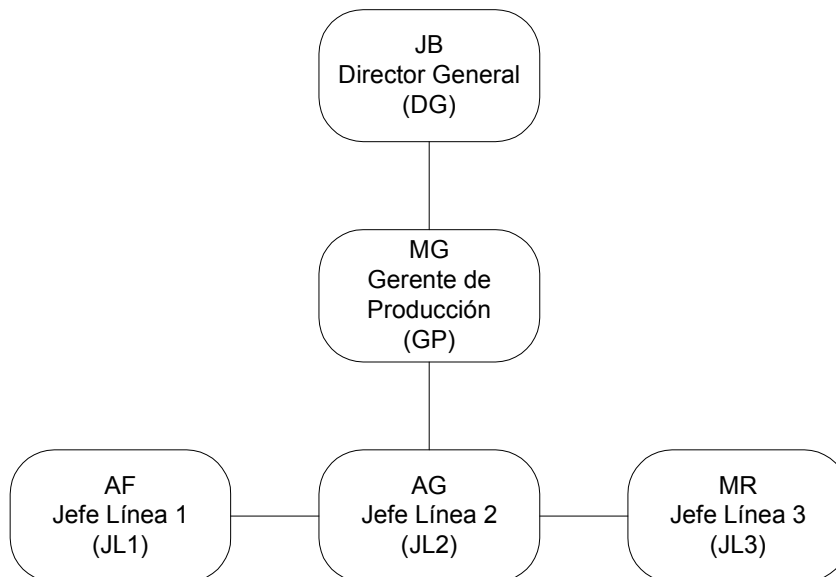 JB
Director General
(DG)
MG
Gerente de
Producción
(GP)
AF
Jefe Línea 1
(JL1)
AG
Jefe Línea 2
(JL2)
MR
Jefe Línea 3
(JL3)